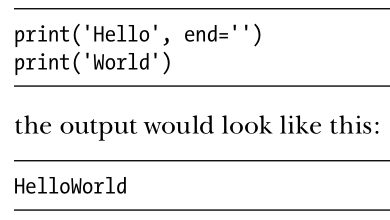 print('Hello', end='')
print('World')
the output would look like this:
HelloWorld